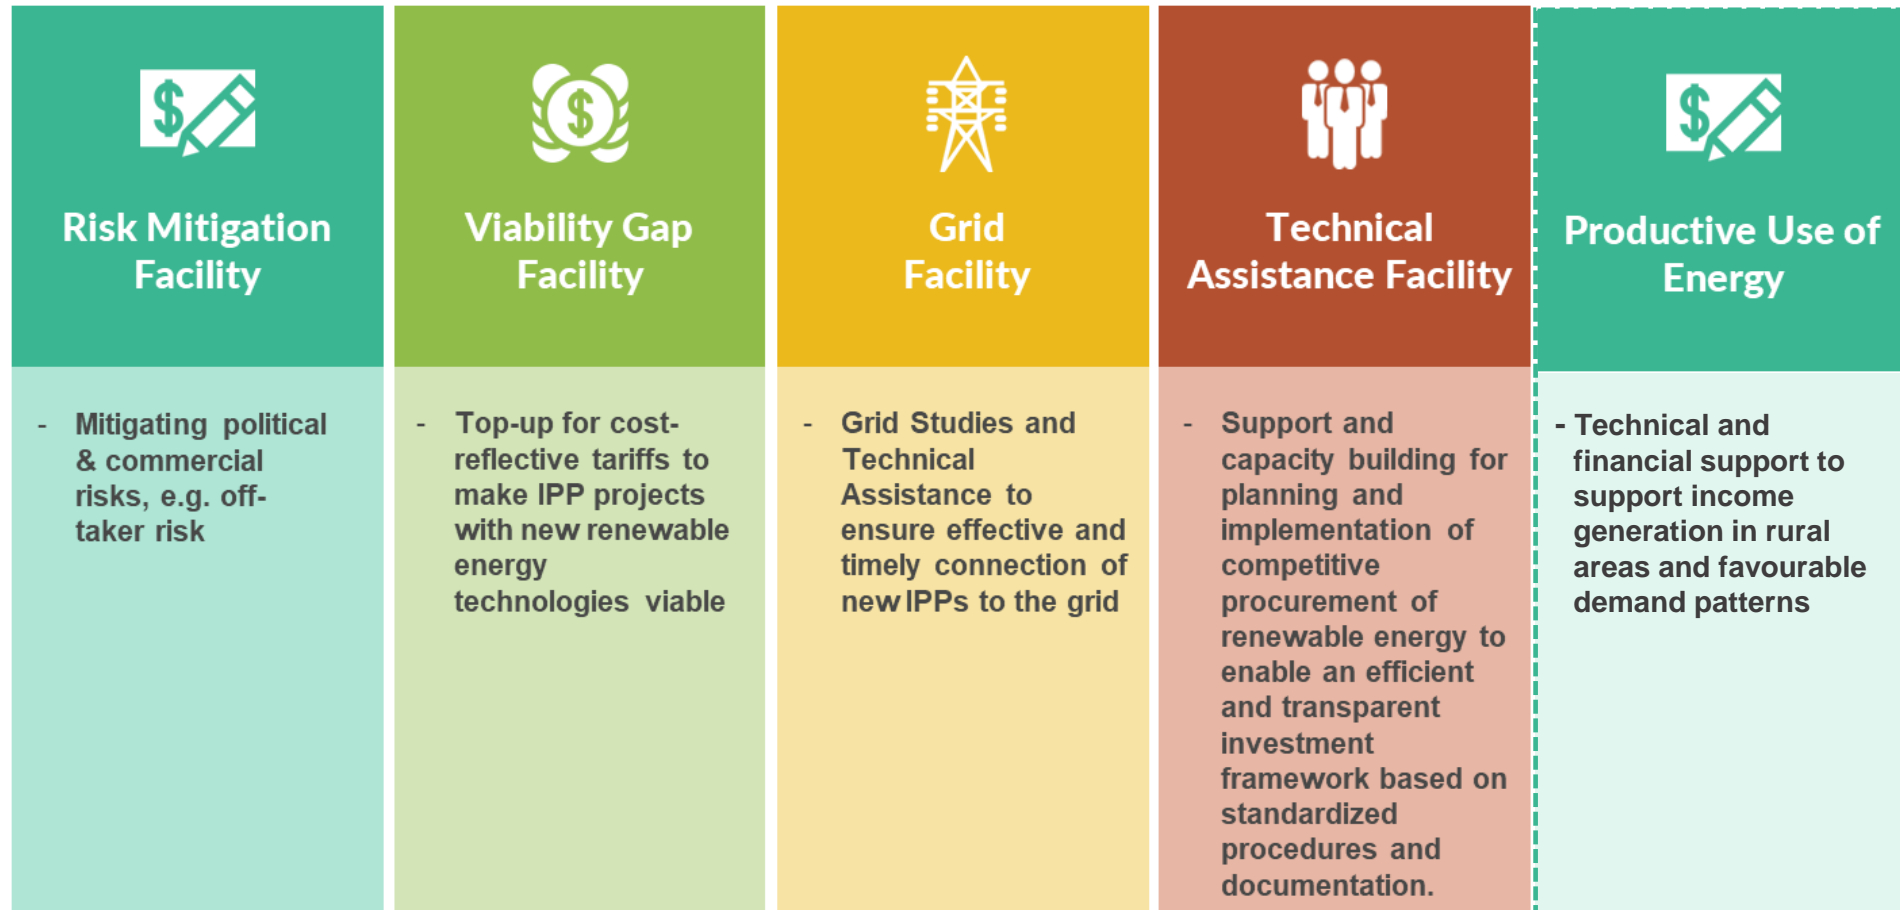 Risk Mitigation
Facility
- Mitigating political
& commercial
risks, e.g. off-
taker risk
Viability Gap
Facility
- Top-up for cost-
reflective tariffs to
make IPP projects
with new renewable
energy
technologies viable
Grid
Facility
- Grid Studies and
Technical
Assistance to
ensure effective and
timely connection of
new IPPs to the grid
Technical
Assistance Facility
- Support and
capacity building for
planning and
implementation of
competitive
procurement of
renewable energy to
enable an efficient
and transparent
investment
framework based on
standardized
procedures and
documentation.
Productive Use of
Energy
- Technical and
financial support to
support income
generation in rural
areas and favourable
demand patterns